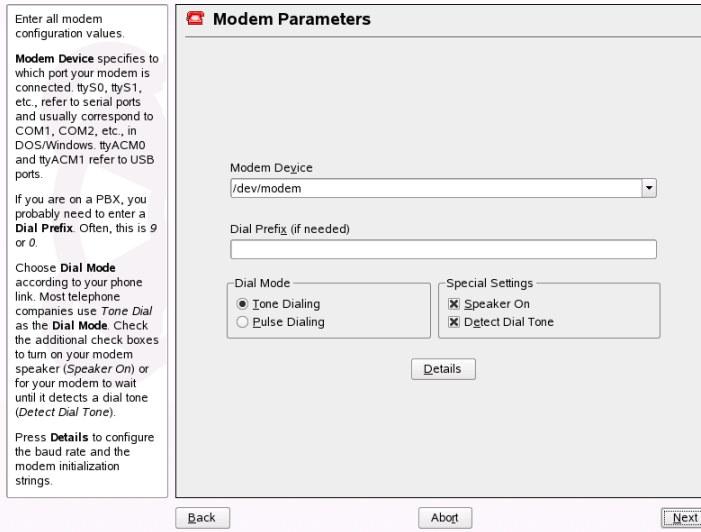 Enter all modem
configuration values.
Modem Device specifies to
which port your modem is
connected. ttyS0, ttyS1,
etc., refer to serial ports
and usually correspond to
COM1, COM2, etc., in
DOS/Windows. ttyACM0
and ttyACM1 refer to USB
ports.
If you are on a PBX, you
probably need to enter a
Dial Prefix. Often, this is 9
or 0.
Choose Dial Mode
according to your phone
link. Most telephone
companies use Tone Dial
as the Dial Mode. Check
the additional check boxes
to turn on your modem
speaker (Speaker On) or
for your modem to wait
until it detects a dial tone
(Detect Dial Tone).
Press Details to configure
the baud rate and the
modem initialization
strings.
Modem Parameters
Modem Device
/dev/modem
Dial Prefix (if needed)
Dial Mode
Tone Dialing
Pulse Dialing
Special Settings
Speaker On
Detect Dial Tone
Details
Back
Abort
Next